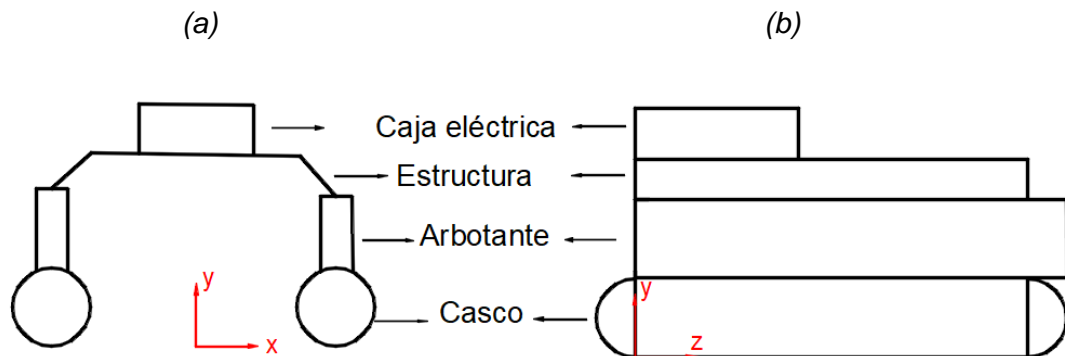 (a) (b)
Caja eléctrica
Estructura
Arbotante
y y
Casco
x z